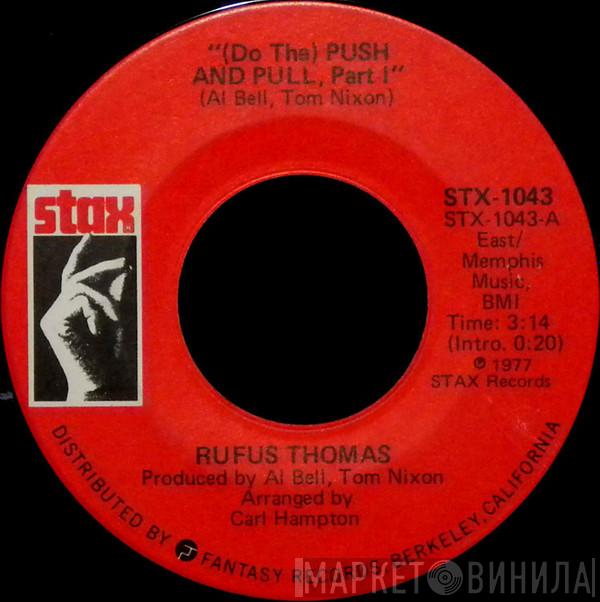 "(Do The) PUSH
AND PULL, Part I"
(Al Bell, Tom Nixon)
stax
STX-1043
STX-1043-A
East/
Memphis
Music,
BMI
Time: 3:14
(Intro. 0:20)
℗ 1977
STAX Records
RUFUS THOMAS
Produced by Al Bell, Tom Nixon
Arranged by
Carl Hampton
DISTRIBUTED BY FANTASY RECORDS, BERKELEY, CALIFORNIA
МАРКЕТ ВИНИЛА